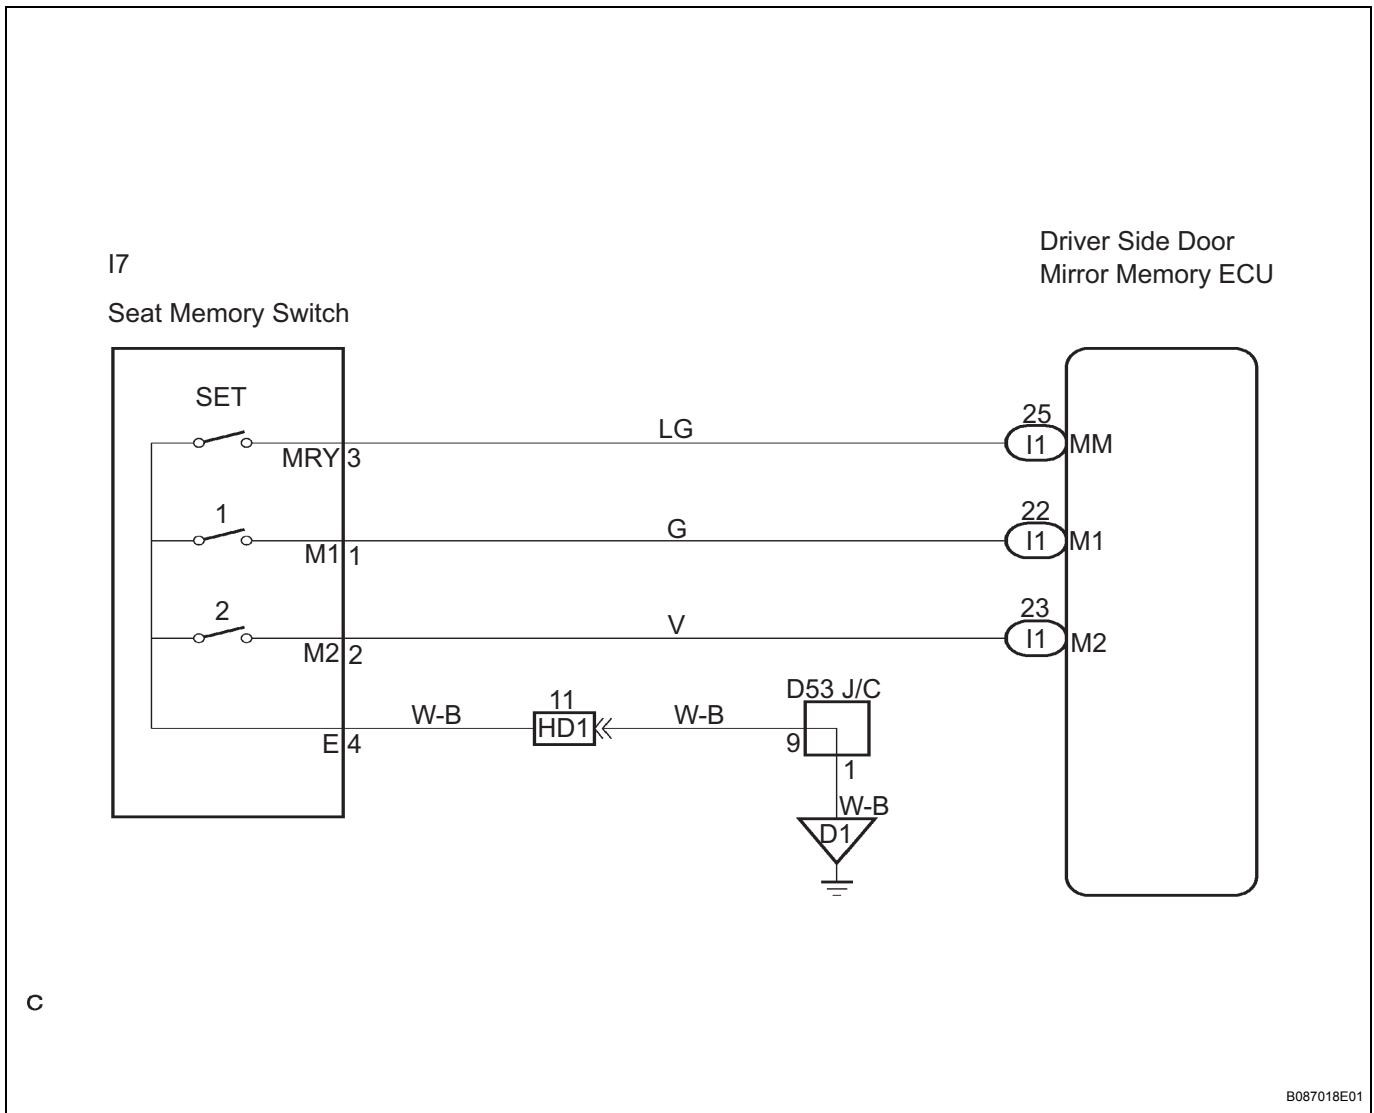 Driver Side Door
Mirror Memory ECU
I7
Seat Memory Switch
SET
MRY 3
LG
25
I1 MM
1
M1 1
G
22
I1 M1
2
M2 2
V
23
I1 M2
E 4
W-B
11
HD1
W-B
D53 J/C
9
1
W-B
D1
C
B087018E01